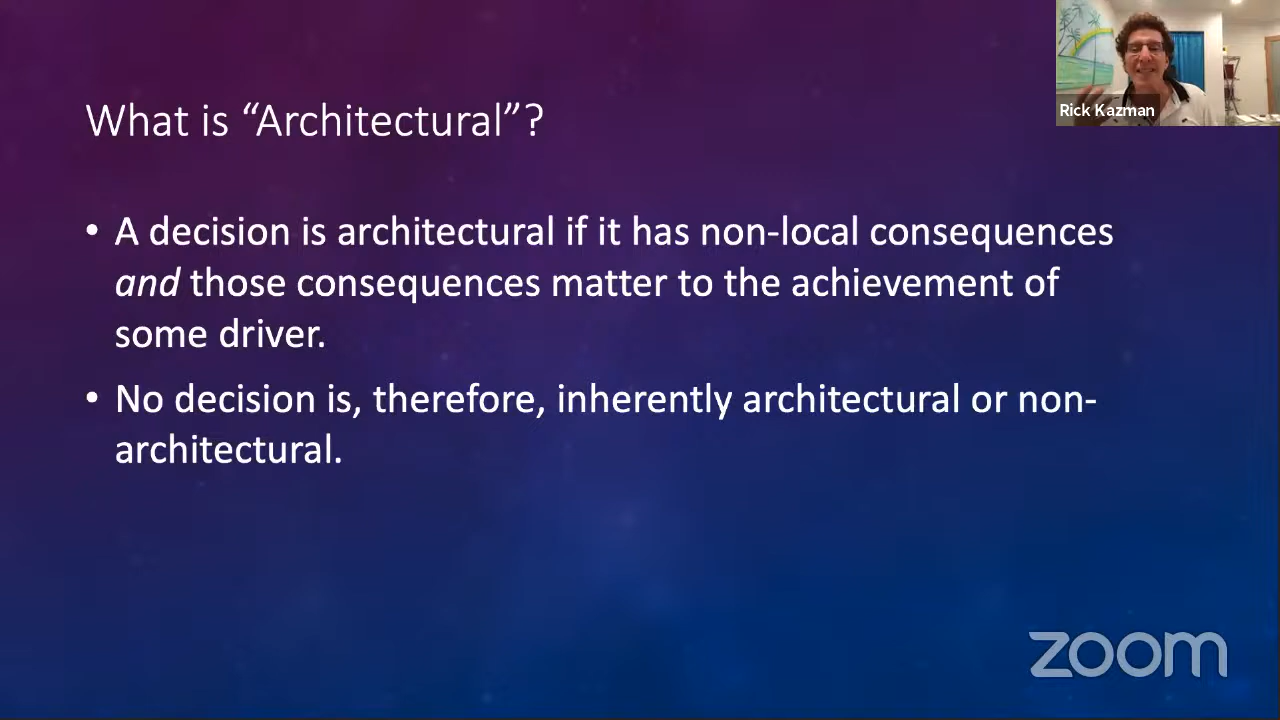 What is “Architectural”?
• A decision is architectural if it has non-local consequences
and those consequences matter to the achievement of
some driver.
• No decision is, therefore, inherently architectural or non-
architectural.
Rick Kazman
zoom